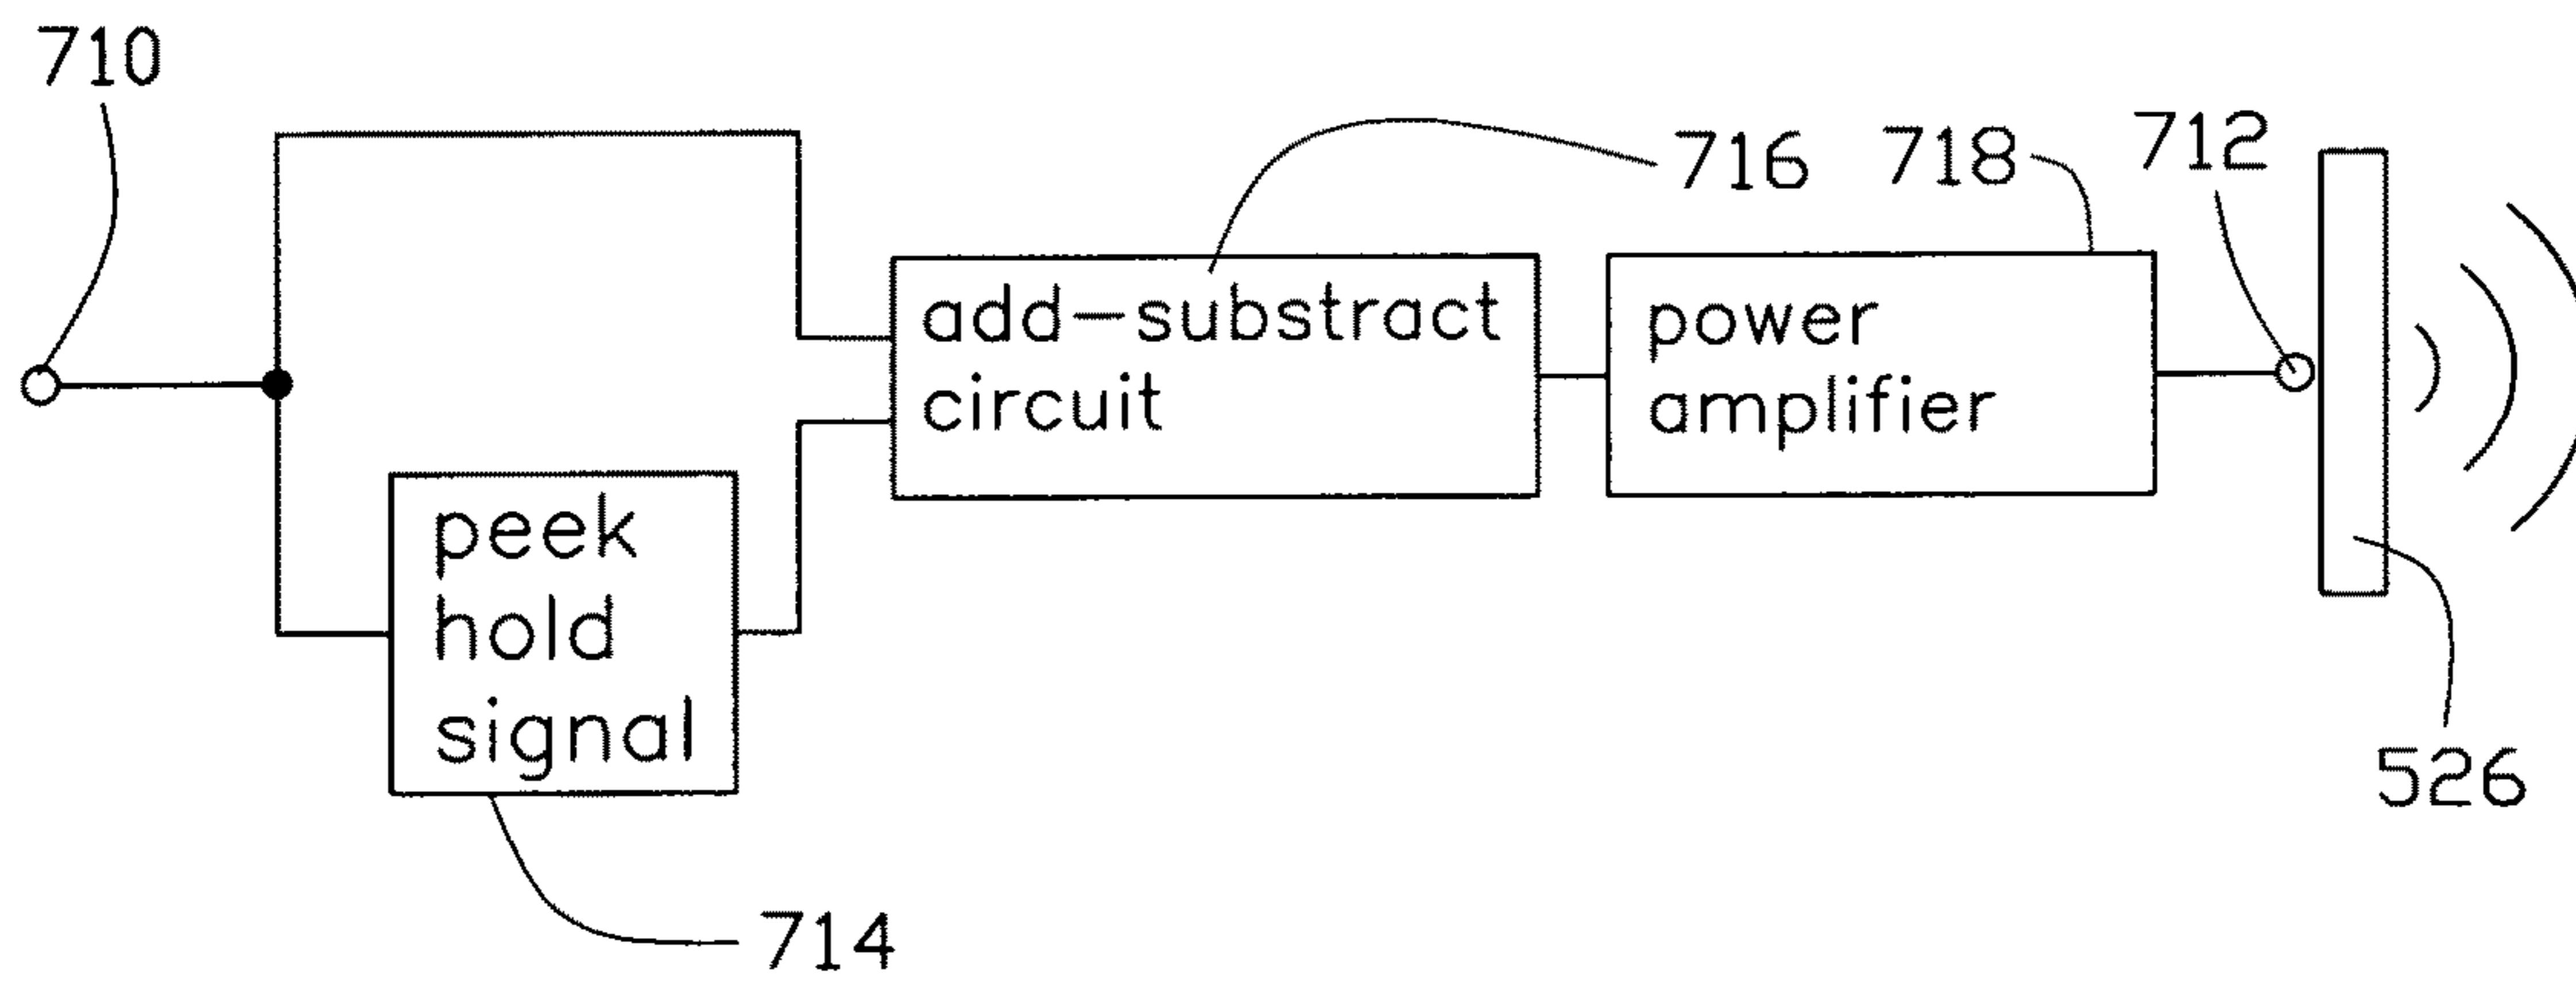 710
716
718
712
add-substract
circuit
power
amplifier
peek
hold
signal
526
714